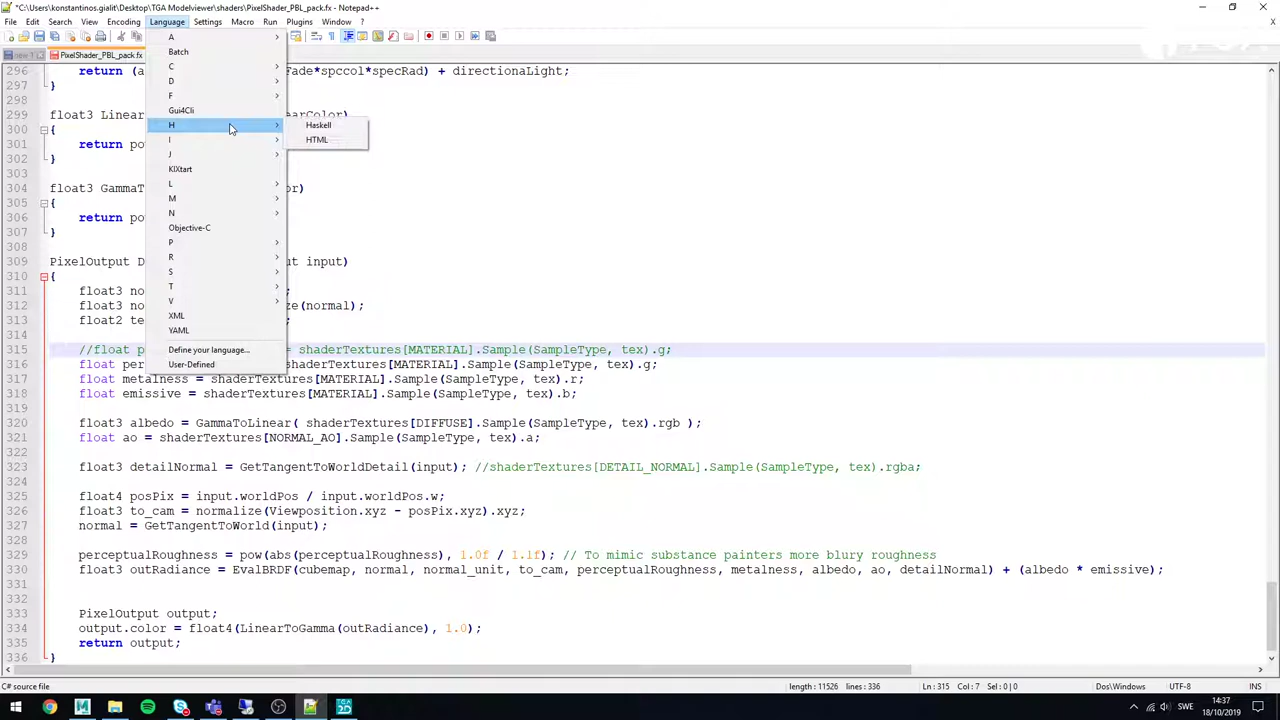 *C:\Users\konstantinos.gialit\Desktop\TGA Modelviewer\shaders\PixelShader_PBL_pack.fx - Notepad++
File Edit Search View Encoding Language Settings Macro Run Plugins Window ?
X
new 1 PixelShader_PBL_pack.fx
A
Batch
C
D
F
Gui4Cli
H
I
J
KIXtart
L
M
N
Objective-C
P
R
S
T
V
XML
YAML
Define your language...
User-Defined
Haskell
HTML
296 return (a Fade*spccol*specRad) + directionaLight;
297 }
298
299 float3 Linear earColor)
300 {
301 return po
302 }
303
304 float3 GammaT or)
305 {
306 return po
307 }
308
309 PixelOutput D ut input)
310 {
311 float3 no ;
312 float3 no ize(normal);
313 float2 te ;
314
315 //float p = shaderTextures[MATERIAL].Sample(SampleType, tex).g;
316 float per shaderTextures[MATERIAL].Sample(SampleType, tex).g;
317 float metalness = shaderTextures[MATERIAL].Sample(SampleType, tex).r;
318 float emissive = shaderTextures[MATERIAL].Sample(SampleType, tex).b;
319
320 float3 albedo = GammaToLinear( shaderTextures[DIFFUSE].Sample(SampleType, tex).rgb );
321 float ao = shaderTextures[NORMAL_AO].Sample(SampleType, tex).a;
322
323 float3 detailNormal = GetTangentToWorldDetail(input); //shaderTextures[DETAIL_NORMAL].Sample(SampleType, tex).rgba;
324
325 float4 posPix = input.worldPos / input.worldPos.w;
326 float3 to_cam = normalize(Viewposition.xyz - posPix.xyz).xyz;
327 normal = GetTangentToWorld(input);
328
329 perceptualRoughness = pow(abs(perceptualRoughness), 1.0f / 1.1f); // To mimic substance painters more blury roughness
330 float3 outRadiance = EvalBRDF(cubemap, normal, normal_unit, to_cam, perceptualRoughness, metalness, albedo, ao, detailNormal) + (albedo * emissive);
331
332
333 PixelOutput output;
334 output.color = float4(LinearToGamma(outRadiance), 1.0);
335 return output;
336 }
C# source file length : 11526 lines : 336 Ln : 315 Col : 7 Sel : 0 | 0 Dos\Windows UTF-8 INS
TGA 2D
SWE
14:37
18/10/2019